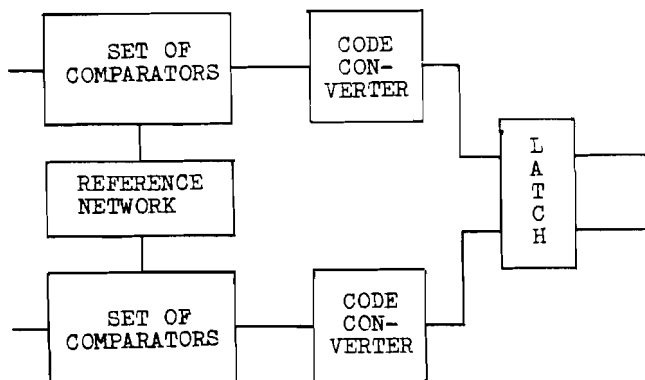 SET OF
COMPARATORS
CODE
CON-
VERTER
REFERENCE
NETWORK
L
A
T
C
H
SET OF
COMPARATORS
CODE
CON-
VERTER